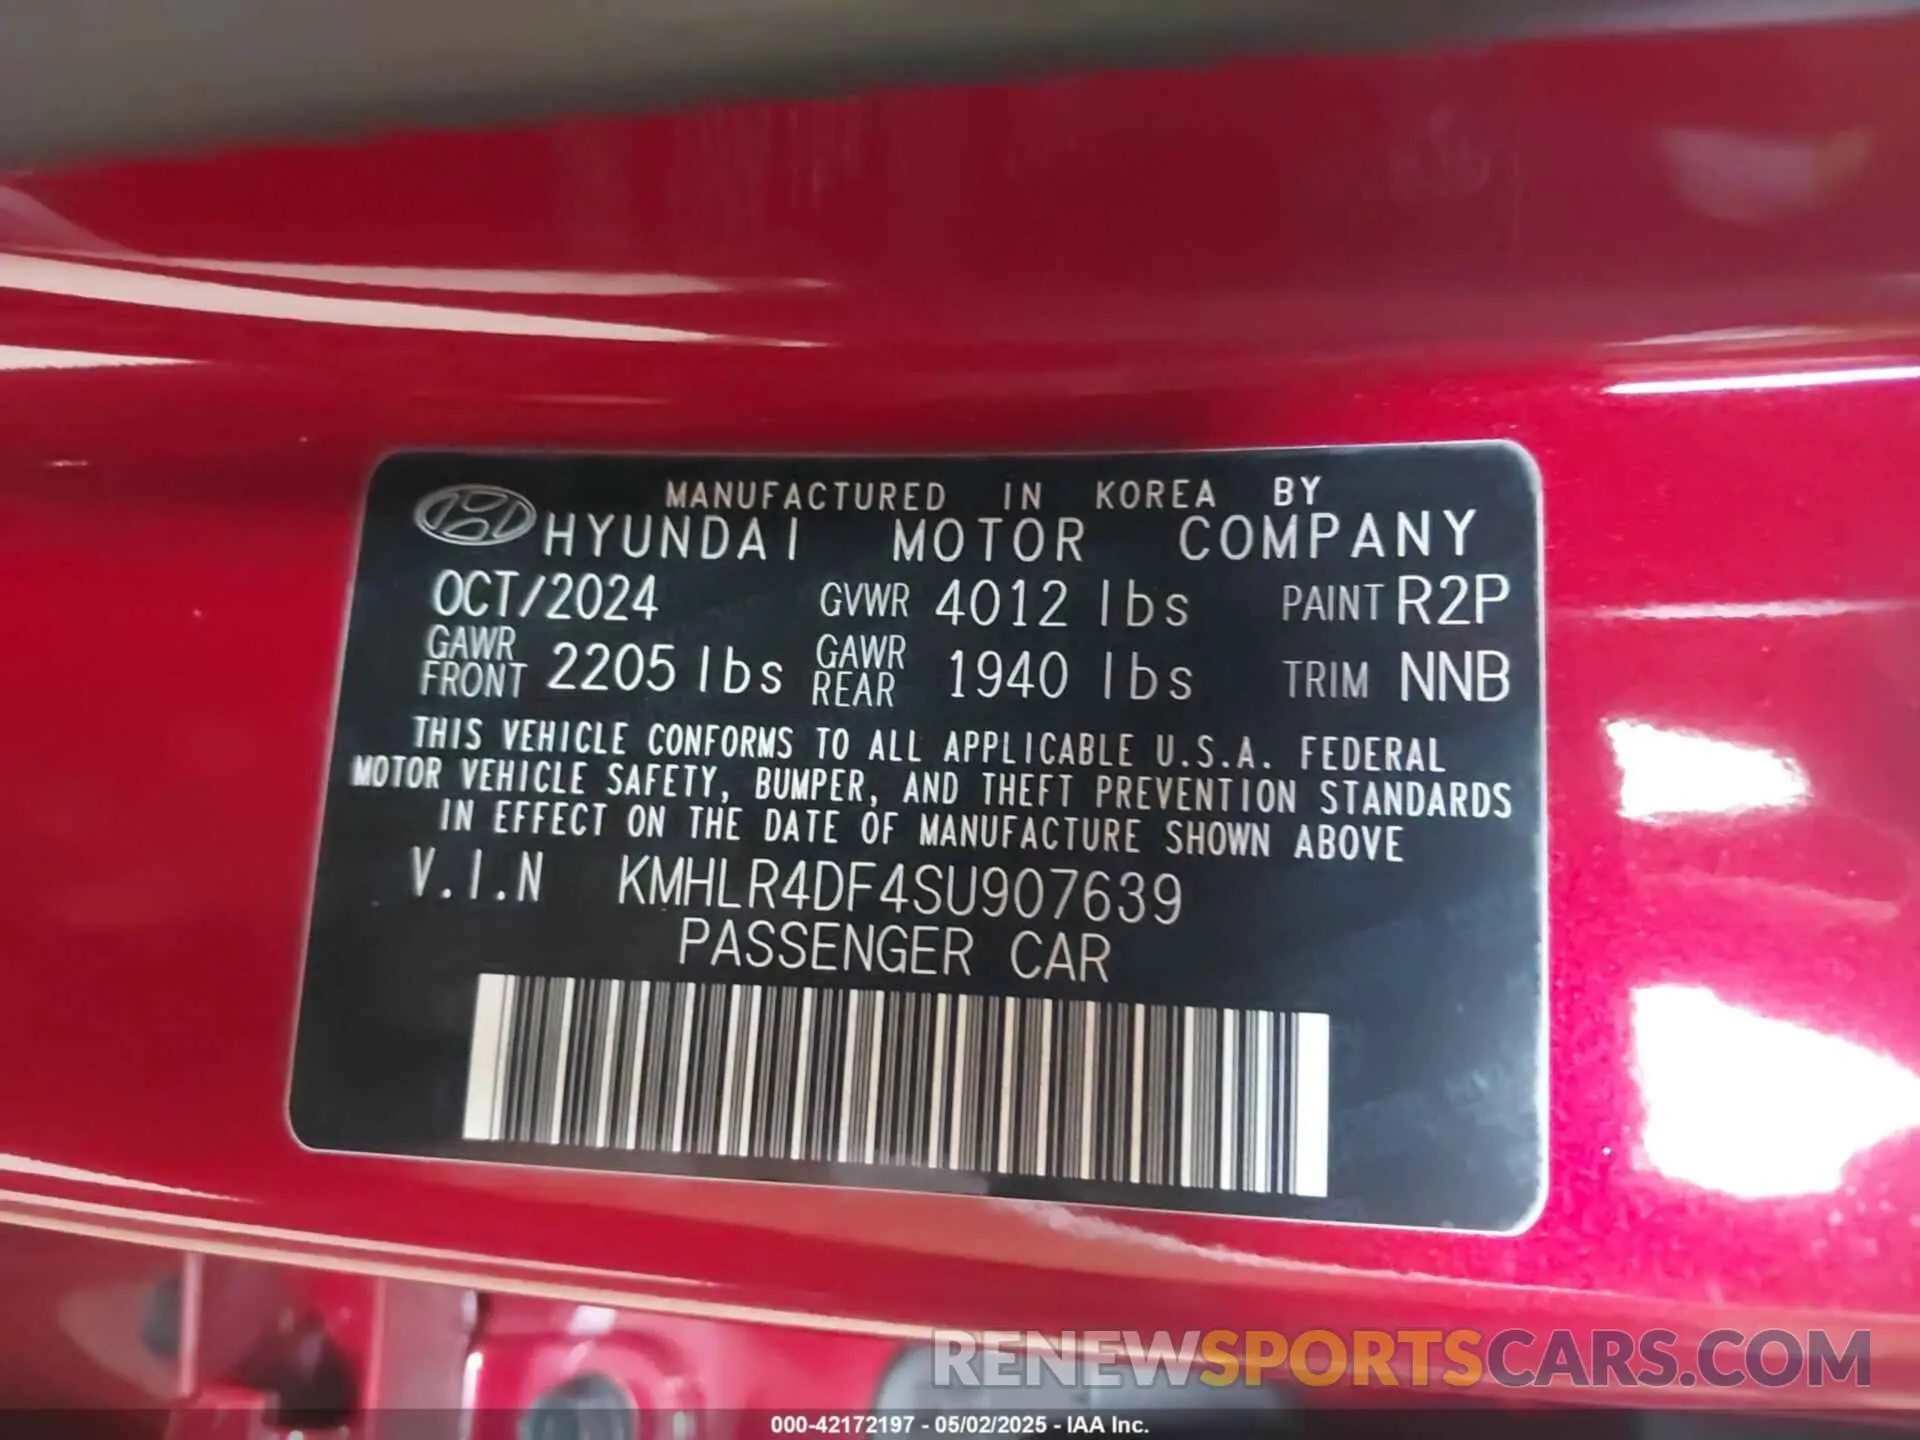 MANUFACTURED IN KOREA BY
HYUNDAI MOTOR COMPANY
OCT/2024 GVWR 4012 lbs PAINT R2P
GAWR FRONT 2205 lbs GAWR REAR 1940 lbs TRIM NNB
THIS VEHICLE CONFORMS TO ALL APPLICABLE U.S.A. FEDERAL
MOTOR VEHICLE SAFETY, BUMPER, AND THEFT PREVENTION STANDARDS
IN EFFECT ON THE DATE OF MANUFACTURE SHOWN ABOVE
V.I.N KMHLR4DF4SU907639
PASSENGER CAR
RENEWSPORTSCARS.COM
000-42172197 - 05/02/2025 - IAA Inc.